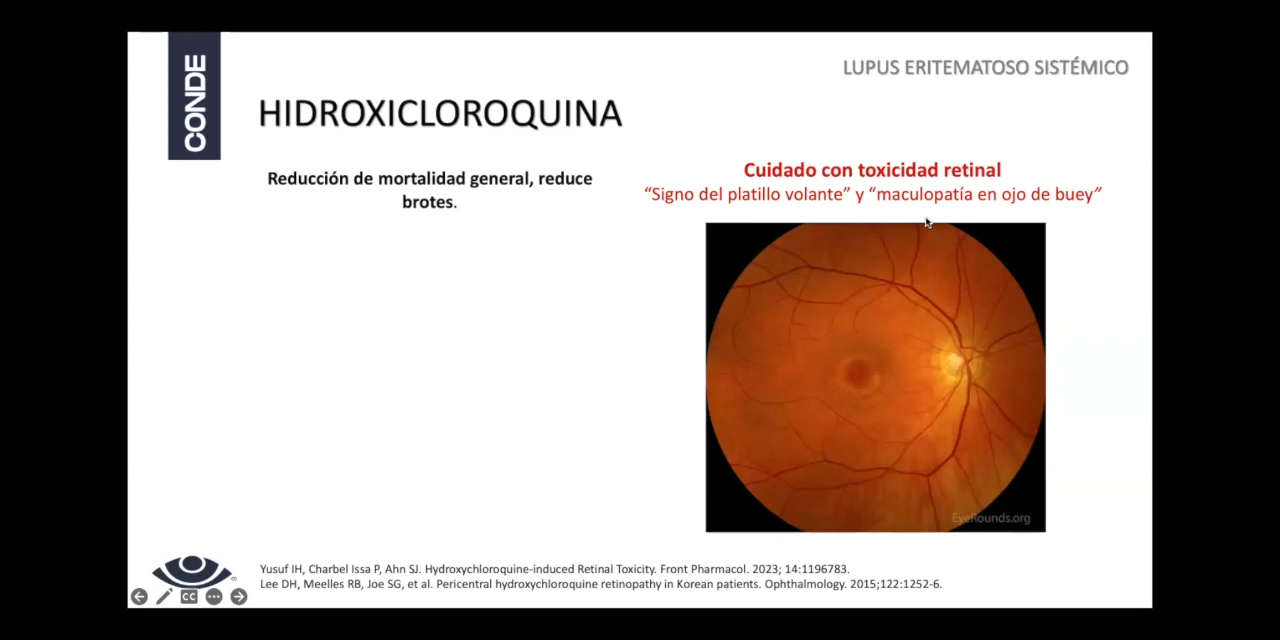 CONDE
LUPUS ERITEMATOSO SISTÉMICO
HIDROXICLOROQUINA
Reducción de mortalidad general, reduce
brotes.
Cuidado con toxicidad retinal
“Signo del platillo volante” y “maculopatía en ojo de buey”
EyeRounds.org
Yusuf IH, Charbel Issa P, Ahn SJ. Hydroxychloroquine-induced Retinal Toxicity. Front Pharmacol. 2023; 14:1196783.
Lee DH, Meelles RB, Joe SG, et al. Pericentral hydroxychloroquine retinopathy in Korean patients. Ophthalmology. 2015;122:1252-6.
CC